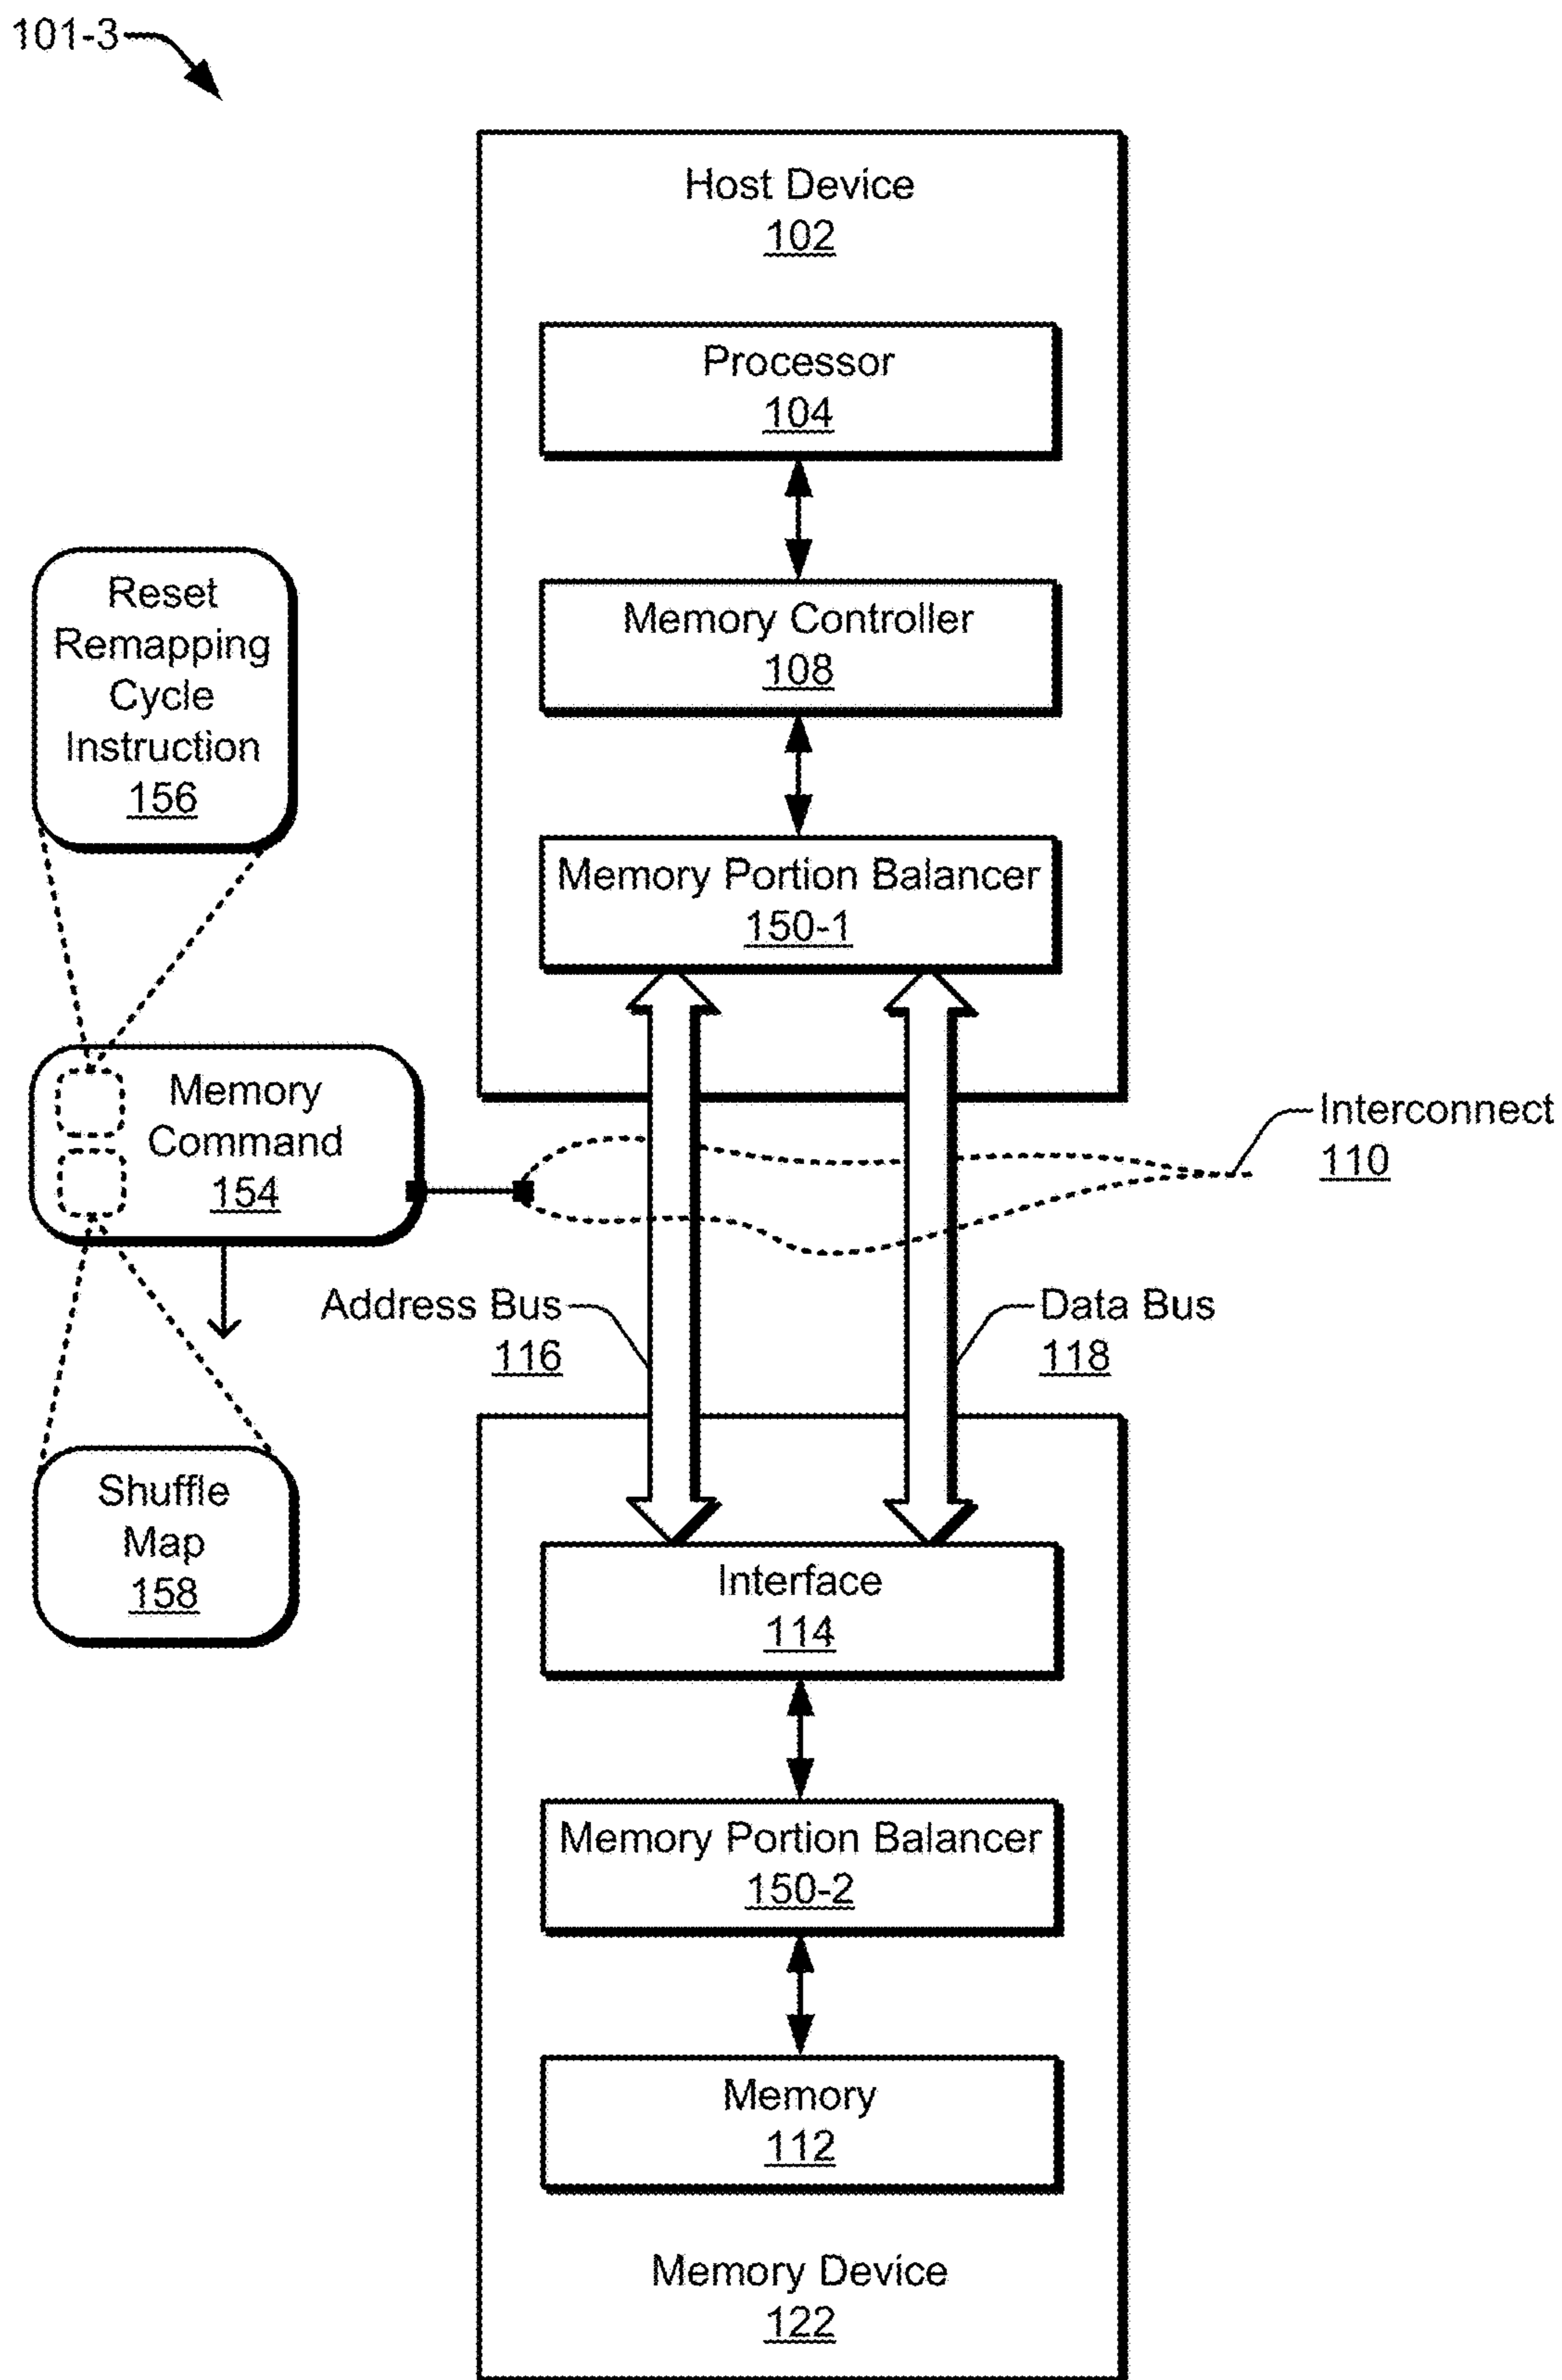 101-3
Host Device
102
Processor
104
Memory Controller
108
Memory Portion Balancer
150-1
Reset
Remapping
Cycle
Instruction
156
Memory
Command
154
Shuffle
Map
158
Interconnect
110
Address Bus
116
Data Bus
118
Interface
114
Memory Portion Balancer
150-2
Memory
112
Memory Device
122